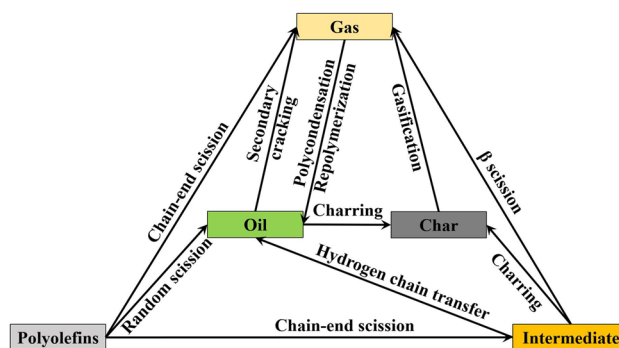 Gas
Chain-end scission
Secondary
cracking
Polycondensation
Repolymerization
Gasification
β scission
Oil
Charring
Char
Random scission
Hydrogen chain transfer
Charring
Polyolefins
Chain-end scission
Intermediate